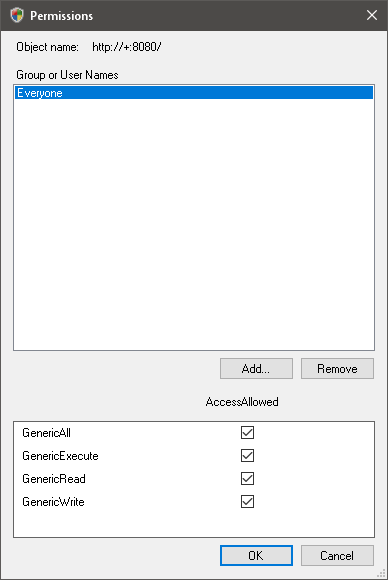 Permissions
Object name: http://+:8080/
Group or User Names
Everyone
Add... Remove
AccessAllowed
GenericAll
GenericExecute
GenericRead
GenericWrite
OK Cancel